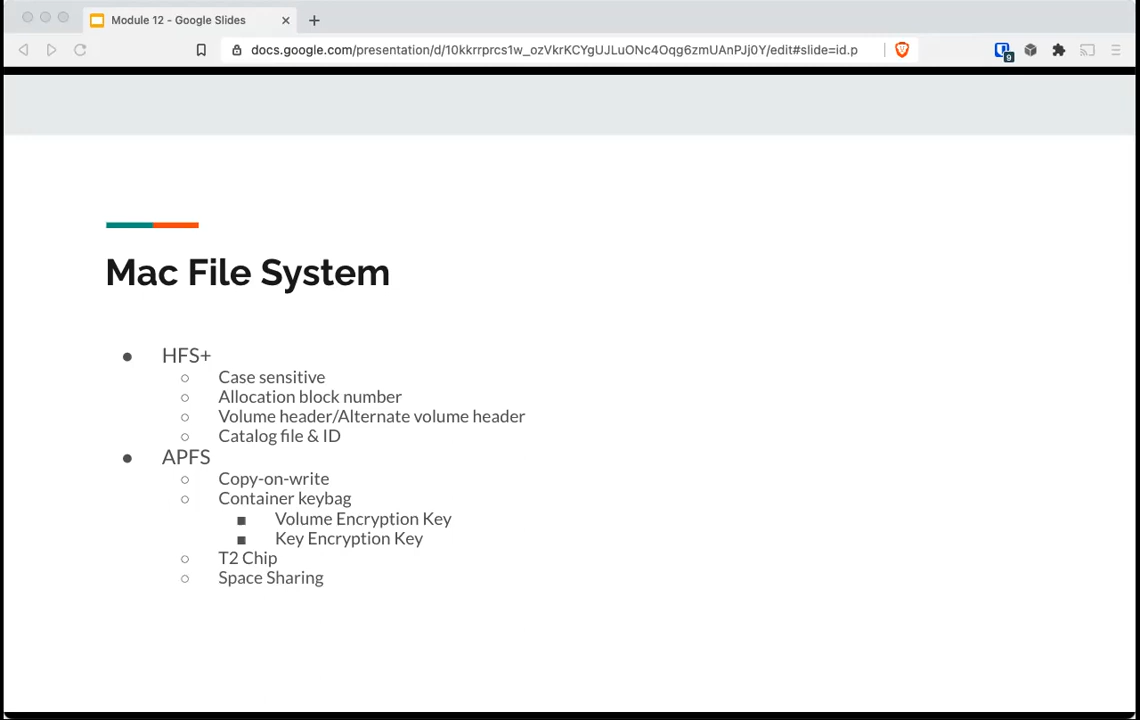 Module 12 - Google Slides
docs.google.com/presentation/d/10kkrrprcs1w_ozVkrKCYgUJLuONc4Oqg6zmUAnPJj0Y/edit#slide=id.p
9
Mac File System
● HFS+
○ Case sensitive
○ Allocation block number
○ Volume header/Alternate volume header
○ Catalog file & ID
● APFS
○ Copy-on-write
○ Container keybag
■ Volume Encryption Key
■ Key Encryption Key
○ T2 Chip
○ Space Sharing